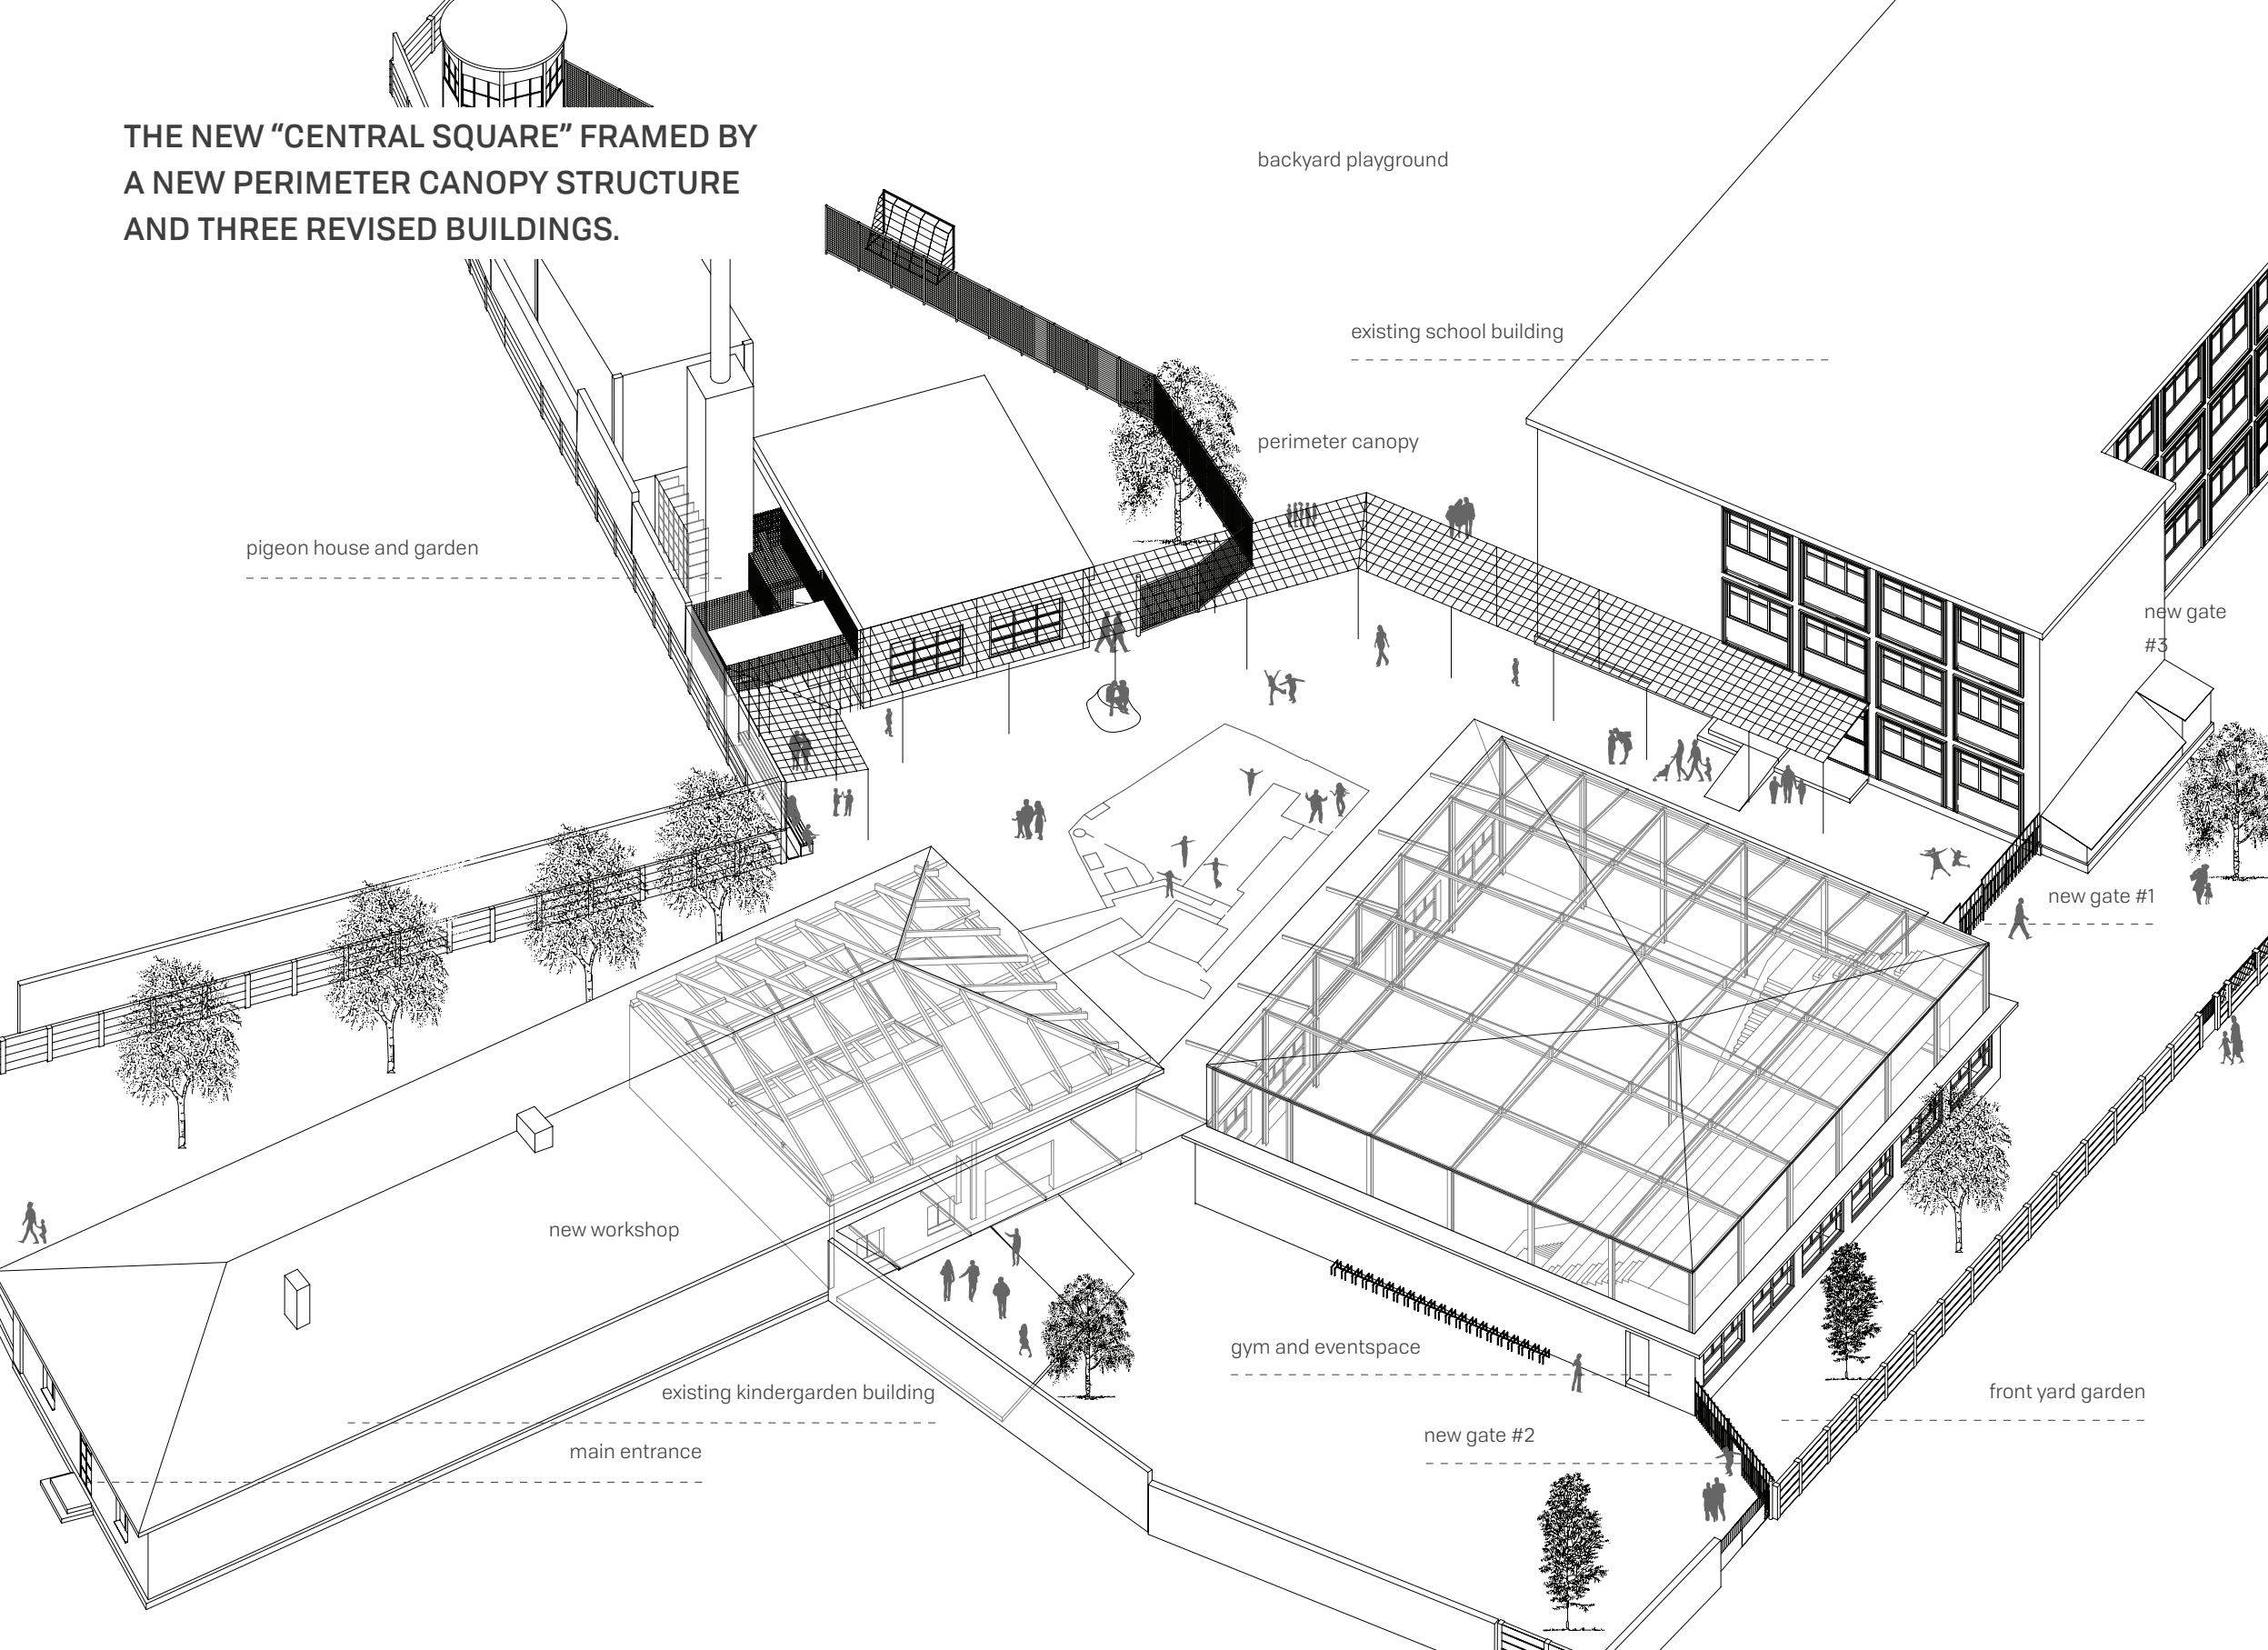 THE NEW “CENTRAL SQUARE” FRAMED BY
A NEW PERIMETER CANOPY STRUCTURE
AND THREE REVISED BUILDINGS.
backyard playground
existing school building
perimeter canopy
pigeon house and garden
new gate
#3
new gate #1
new workshop
gym and eventspace
existing kindergarden building
front yard garden
new gate #2
main entrance